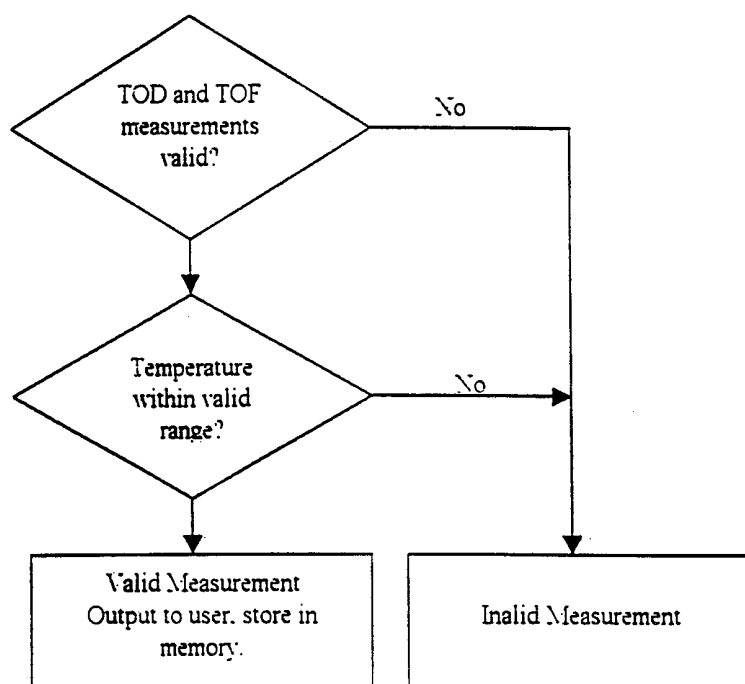 TOD and TOF
measurements
valid?
No
Temperature
within valid
range?
No
Valid Measurement
Output to user, store in
memory.
Inalid Measurement